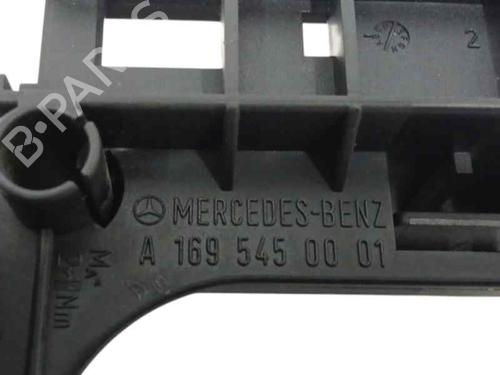 2
B-PARTS
MERCEDES-BENZ
A 169 545 00 01